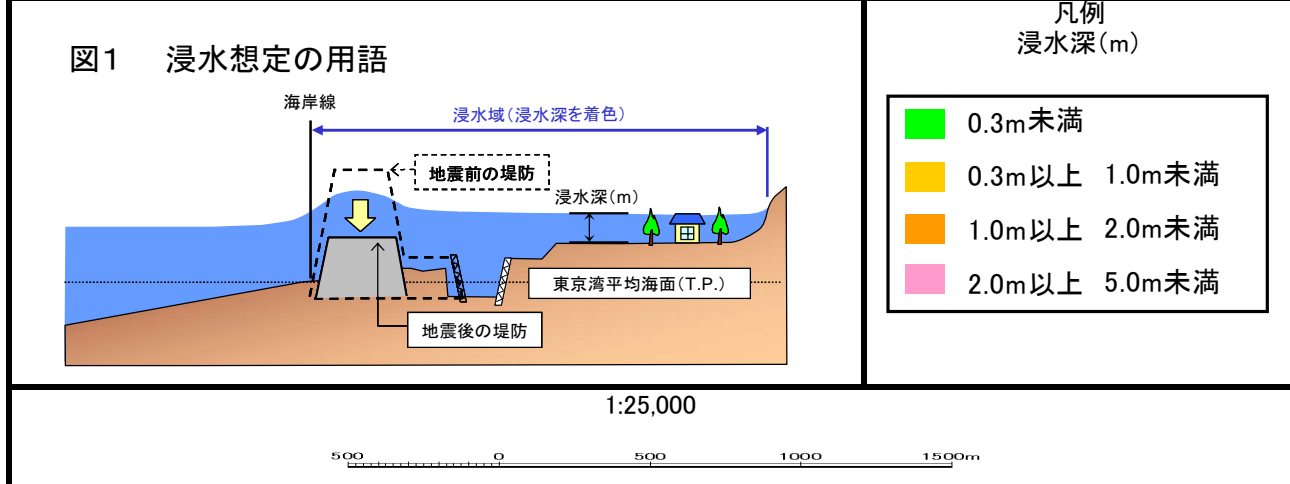 図1 浸水想定の用語
海岸線
浸水域(浸水深を着色)
地震前の堤防
浸水深(m)
東京湾平均海面(T.P.)
地震後の堤防
凡例
浸水深(m)
0.3m未満
0.3m以上 1.0m未満
1.0m以上 2.0m未満
2.0m以上 5.0m未満
1:25,000
500 0 500 1000 1500m